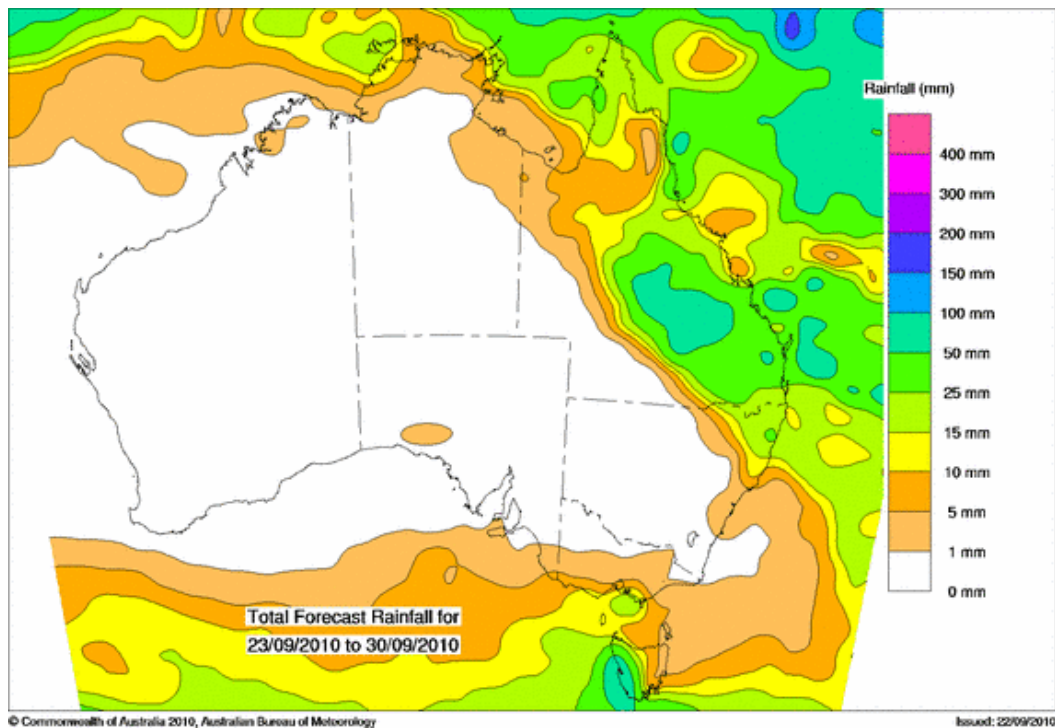 Rainfall (mm)
400 mm
300 mm
200 mm
150 mm
100 mm
50 mm
25 mm
15 mm
10 mm
5 mm
1 mm
0 mm
Total Forecast Rainfall for
23/09/2010 to 30/09/2010
© Commonwealth of Australia 2010, Australian Bureau of Meteorology
Issued: 22/09/2010